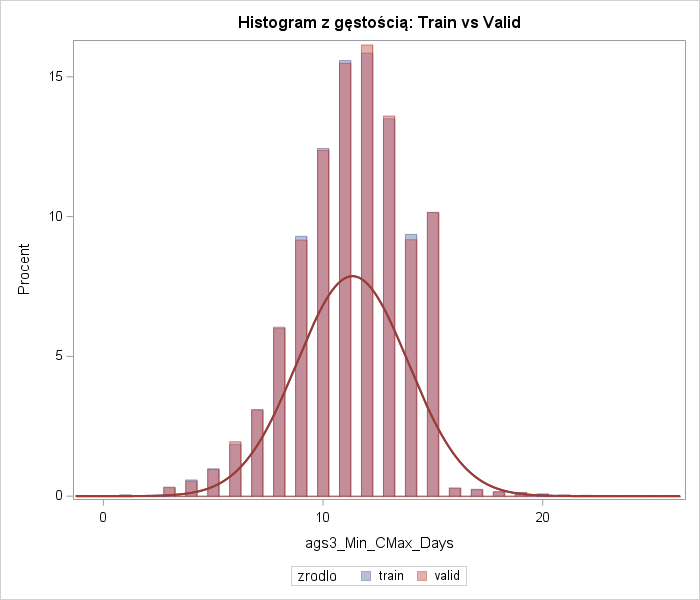 Histogram z gęstością: Train vs Valid
15
10
5
0
Procent
0 10 20
ags3_Min_CMax_Days
zrodlo train valid